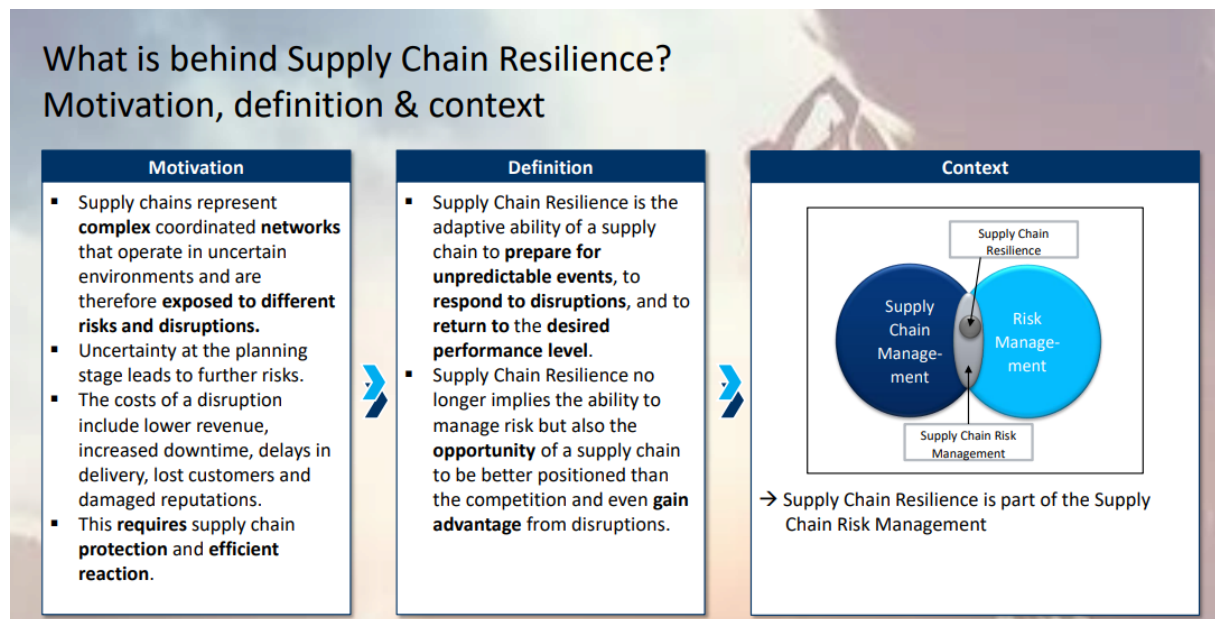 What is behind Supply Chain Resilience?
Motivation, definition & context
Motivation
▪ Supply chains represent
complex coordinated networks
that operate in uncertain
environments and are
therefore exposed to different
risks and disruptions.
▪ Uncertainty at the planning
stage leads to further risks.
▪ The costs of a disruption
include lower revenue,
increased downtime, delays in
delivery, lost customers and
damaged reputations.
▪ This requires supply chain
protection and efficient
reaction.
Definition
▪ Supply Chain Resilience is the
adaptive ability of a supply
chain to prepare for
unpredictable events, to
respond to disruptions, and to
return to the desired
performance level.
▪ Supply Chain Resilience no
longer implies the ability to
manage risk but also the
opportunity of a supply chain
to be better positioned than
the competition and even gain
advantage from disruptions.
Context
Supply Chain
Resilience
Supply
Chain
Manage-
ment
Risk
Manage-
ment
Supply Chain Risk
Management
→ Supply Chain Resilience is part of the Supply
Chain Risk Management